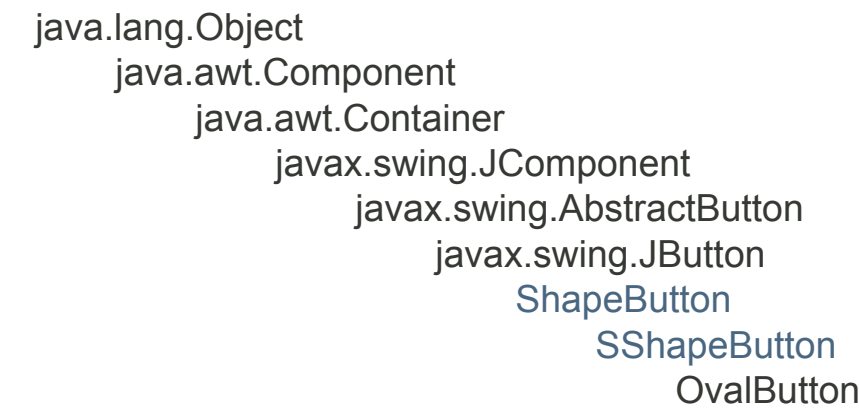 java.lang.Object
java.awt.Component
java.awt.Container
javax.swing.JComponent
javax.swing.AbstractButton
javax.swing.JButton
ShapeButton
SShapeButton
OvalButton